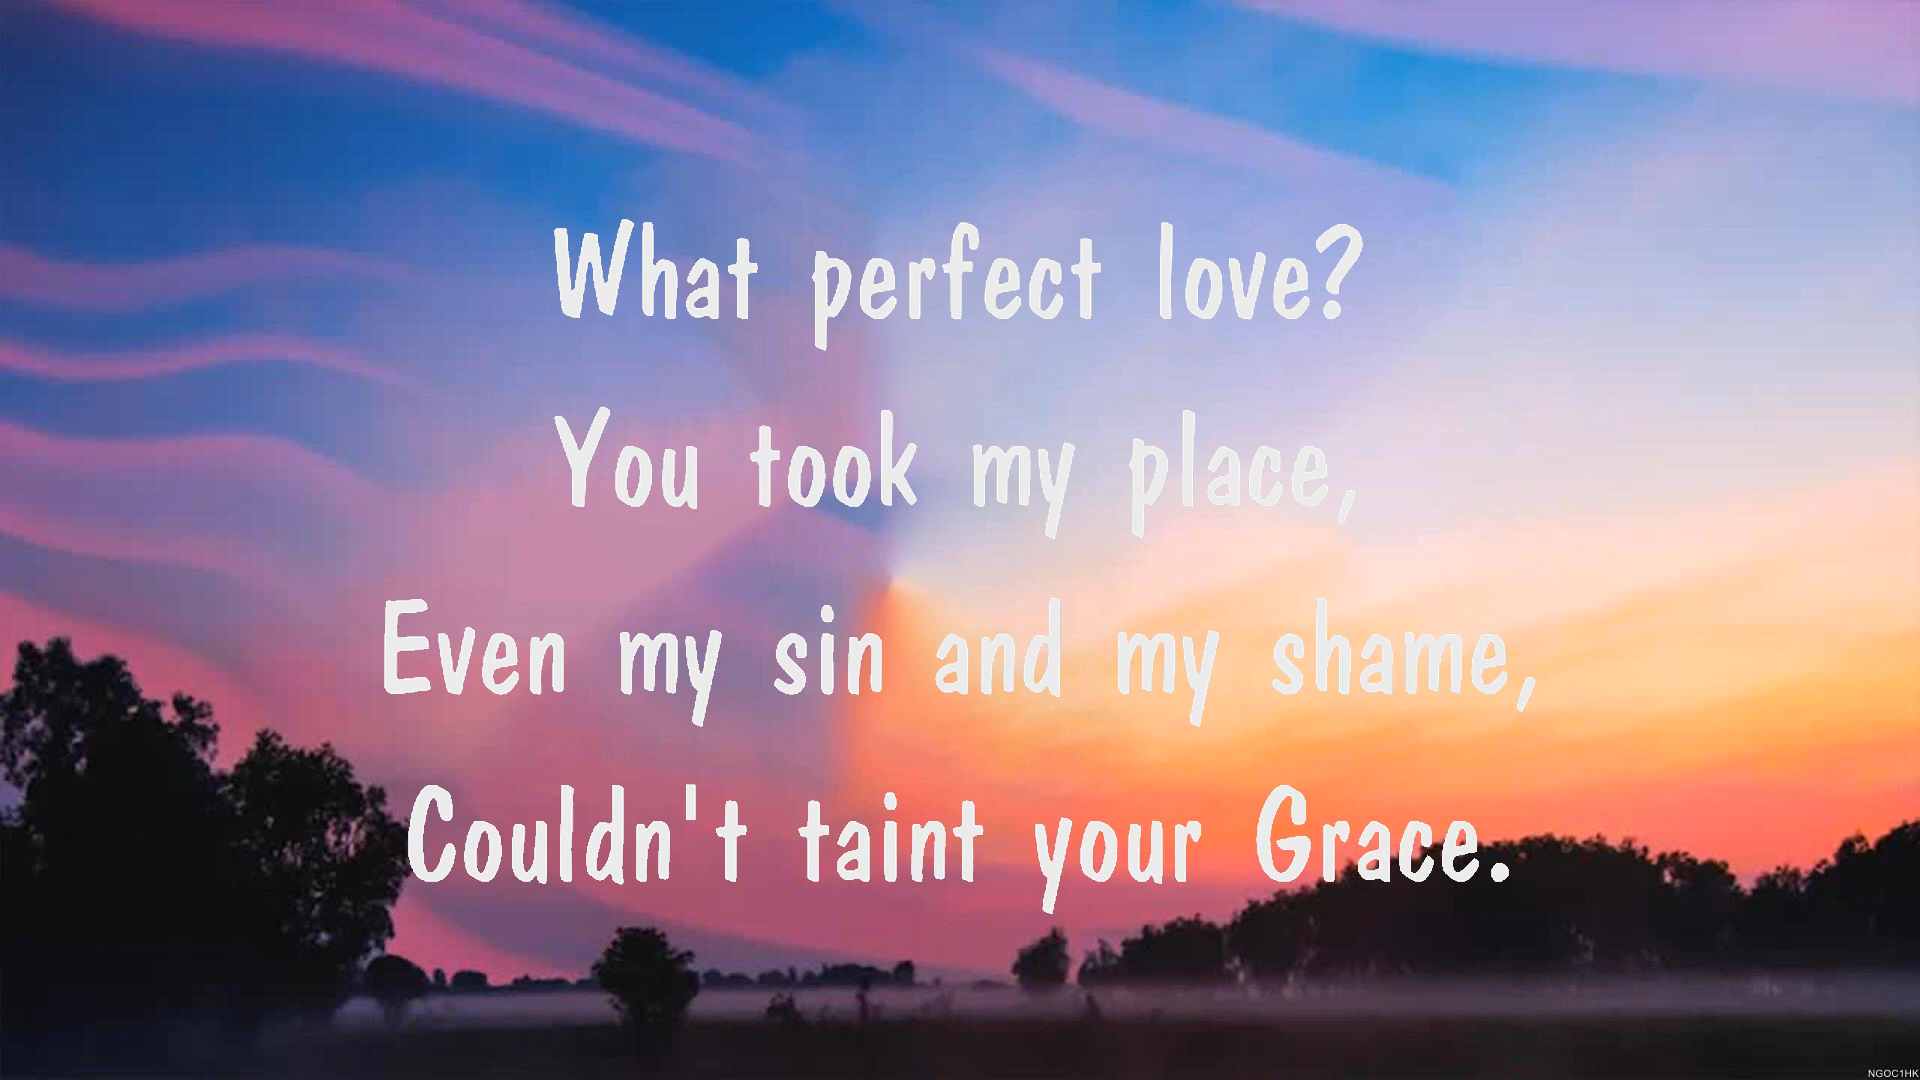 What perfect love?
You took my place,
Even my sin and my shame,
Couldn't taint your Grace.
NGOC1HK